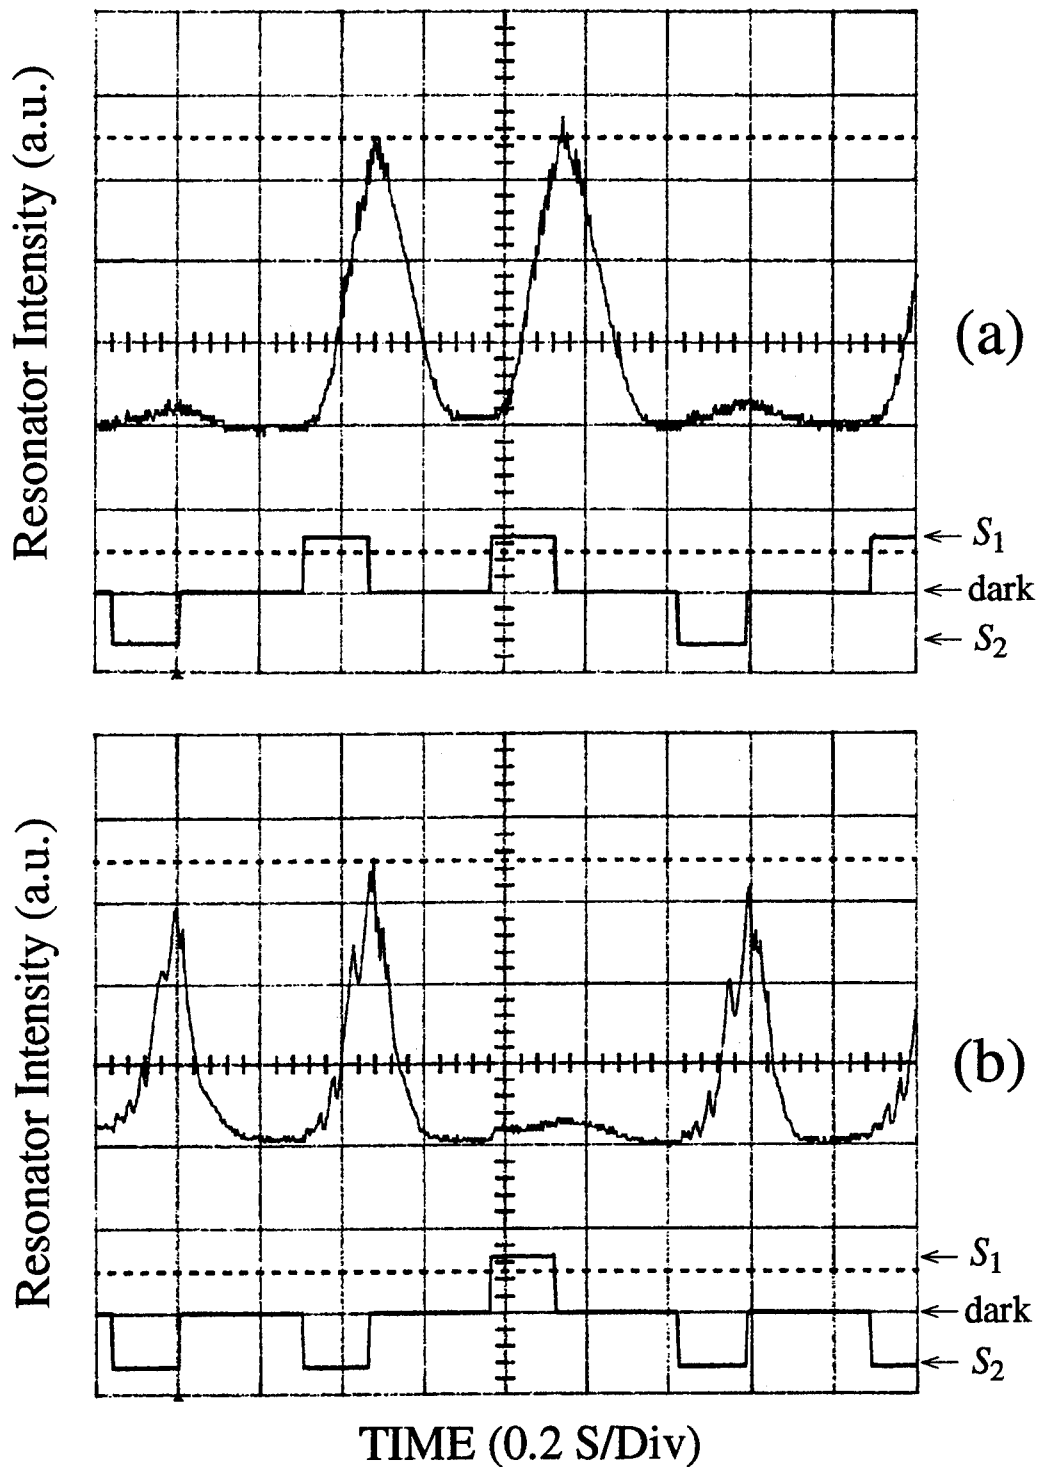 Resonator Intensity (a.u.)
(a)
← S₁
← dark
← S₂
Resonator Intensity (a.u.)
(b)
← S₁
← dark
← S₂
TIME (0.2 S/Div)